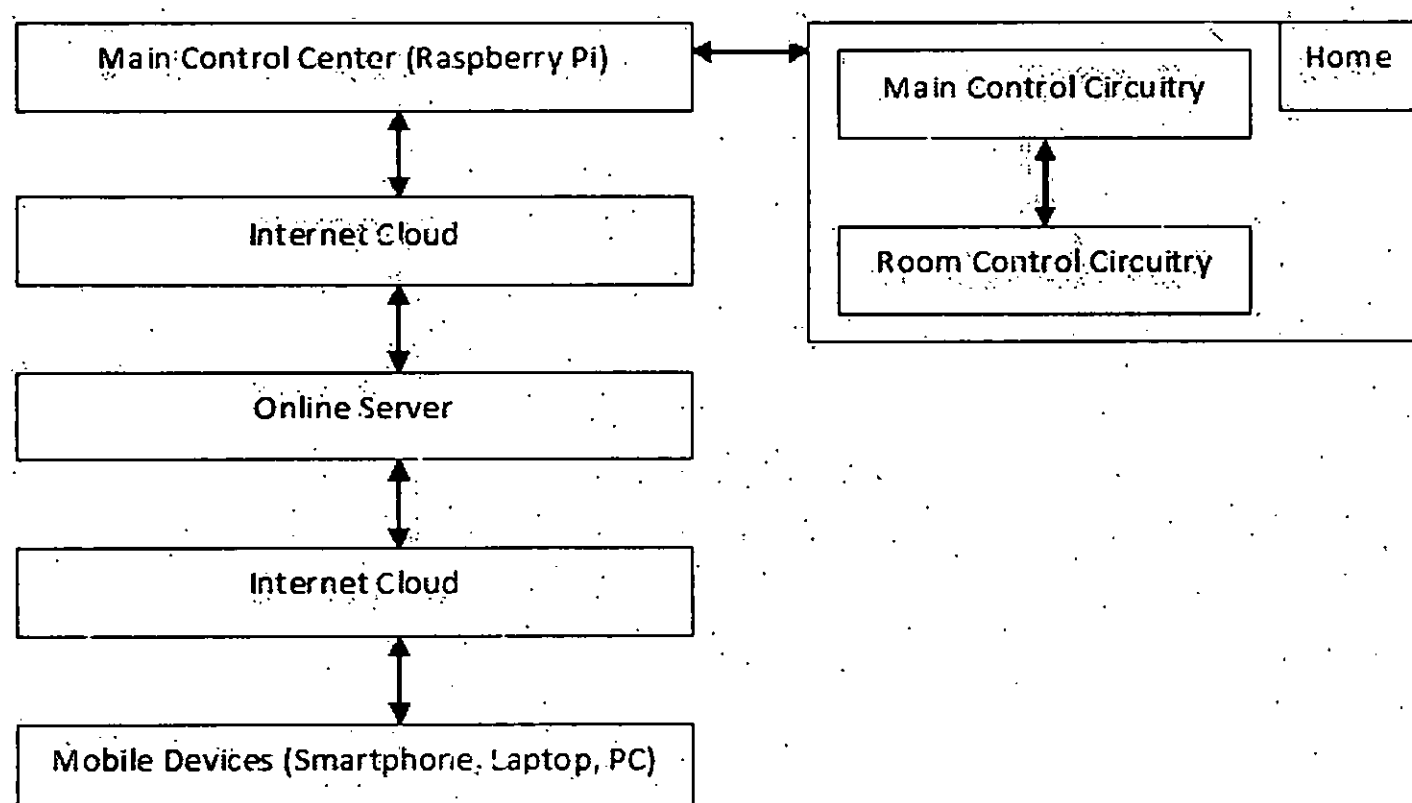 Main Control Center (Raspberry Pi)
Home
Main Control Circuitry
Internet Cloud
Room Control Circuitry
Online Server
Internet Cloud
Mobile Devices (Smartphone, Laptop, PC)